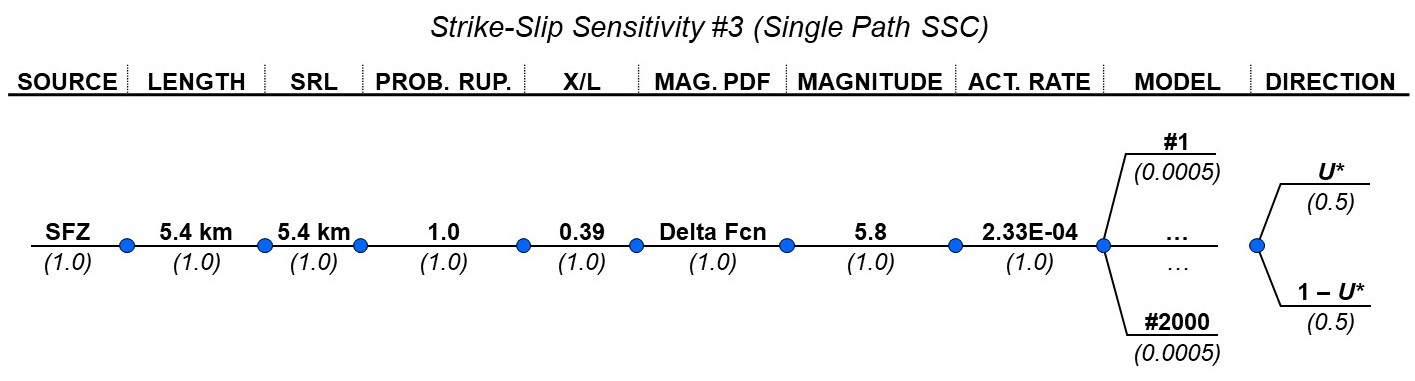 Strike-Slip Sensitivity #3 (Single Path SSC)
SOURCE LENGTH SRL PROB. RUP. X/L MAG. PDF MAGNITUDE ACT. RATE MODEL DIRECTION
#1
(0.0005)
U*
(0.5)
SFZ 5.4 km 5.4 km 1.0 0.39 Delta Fcn 5.8 2.33E-04 ...
(1.0) (1.0) (1.0) (1.0) (1.0) (1.0) (1.0) (1.0) ...
1 – U*
(0.5)
#2000
(0.0005)